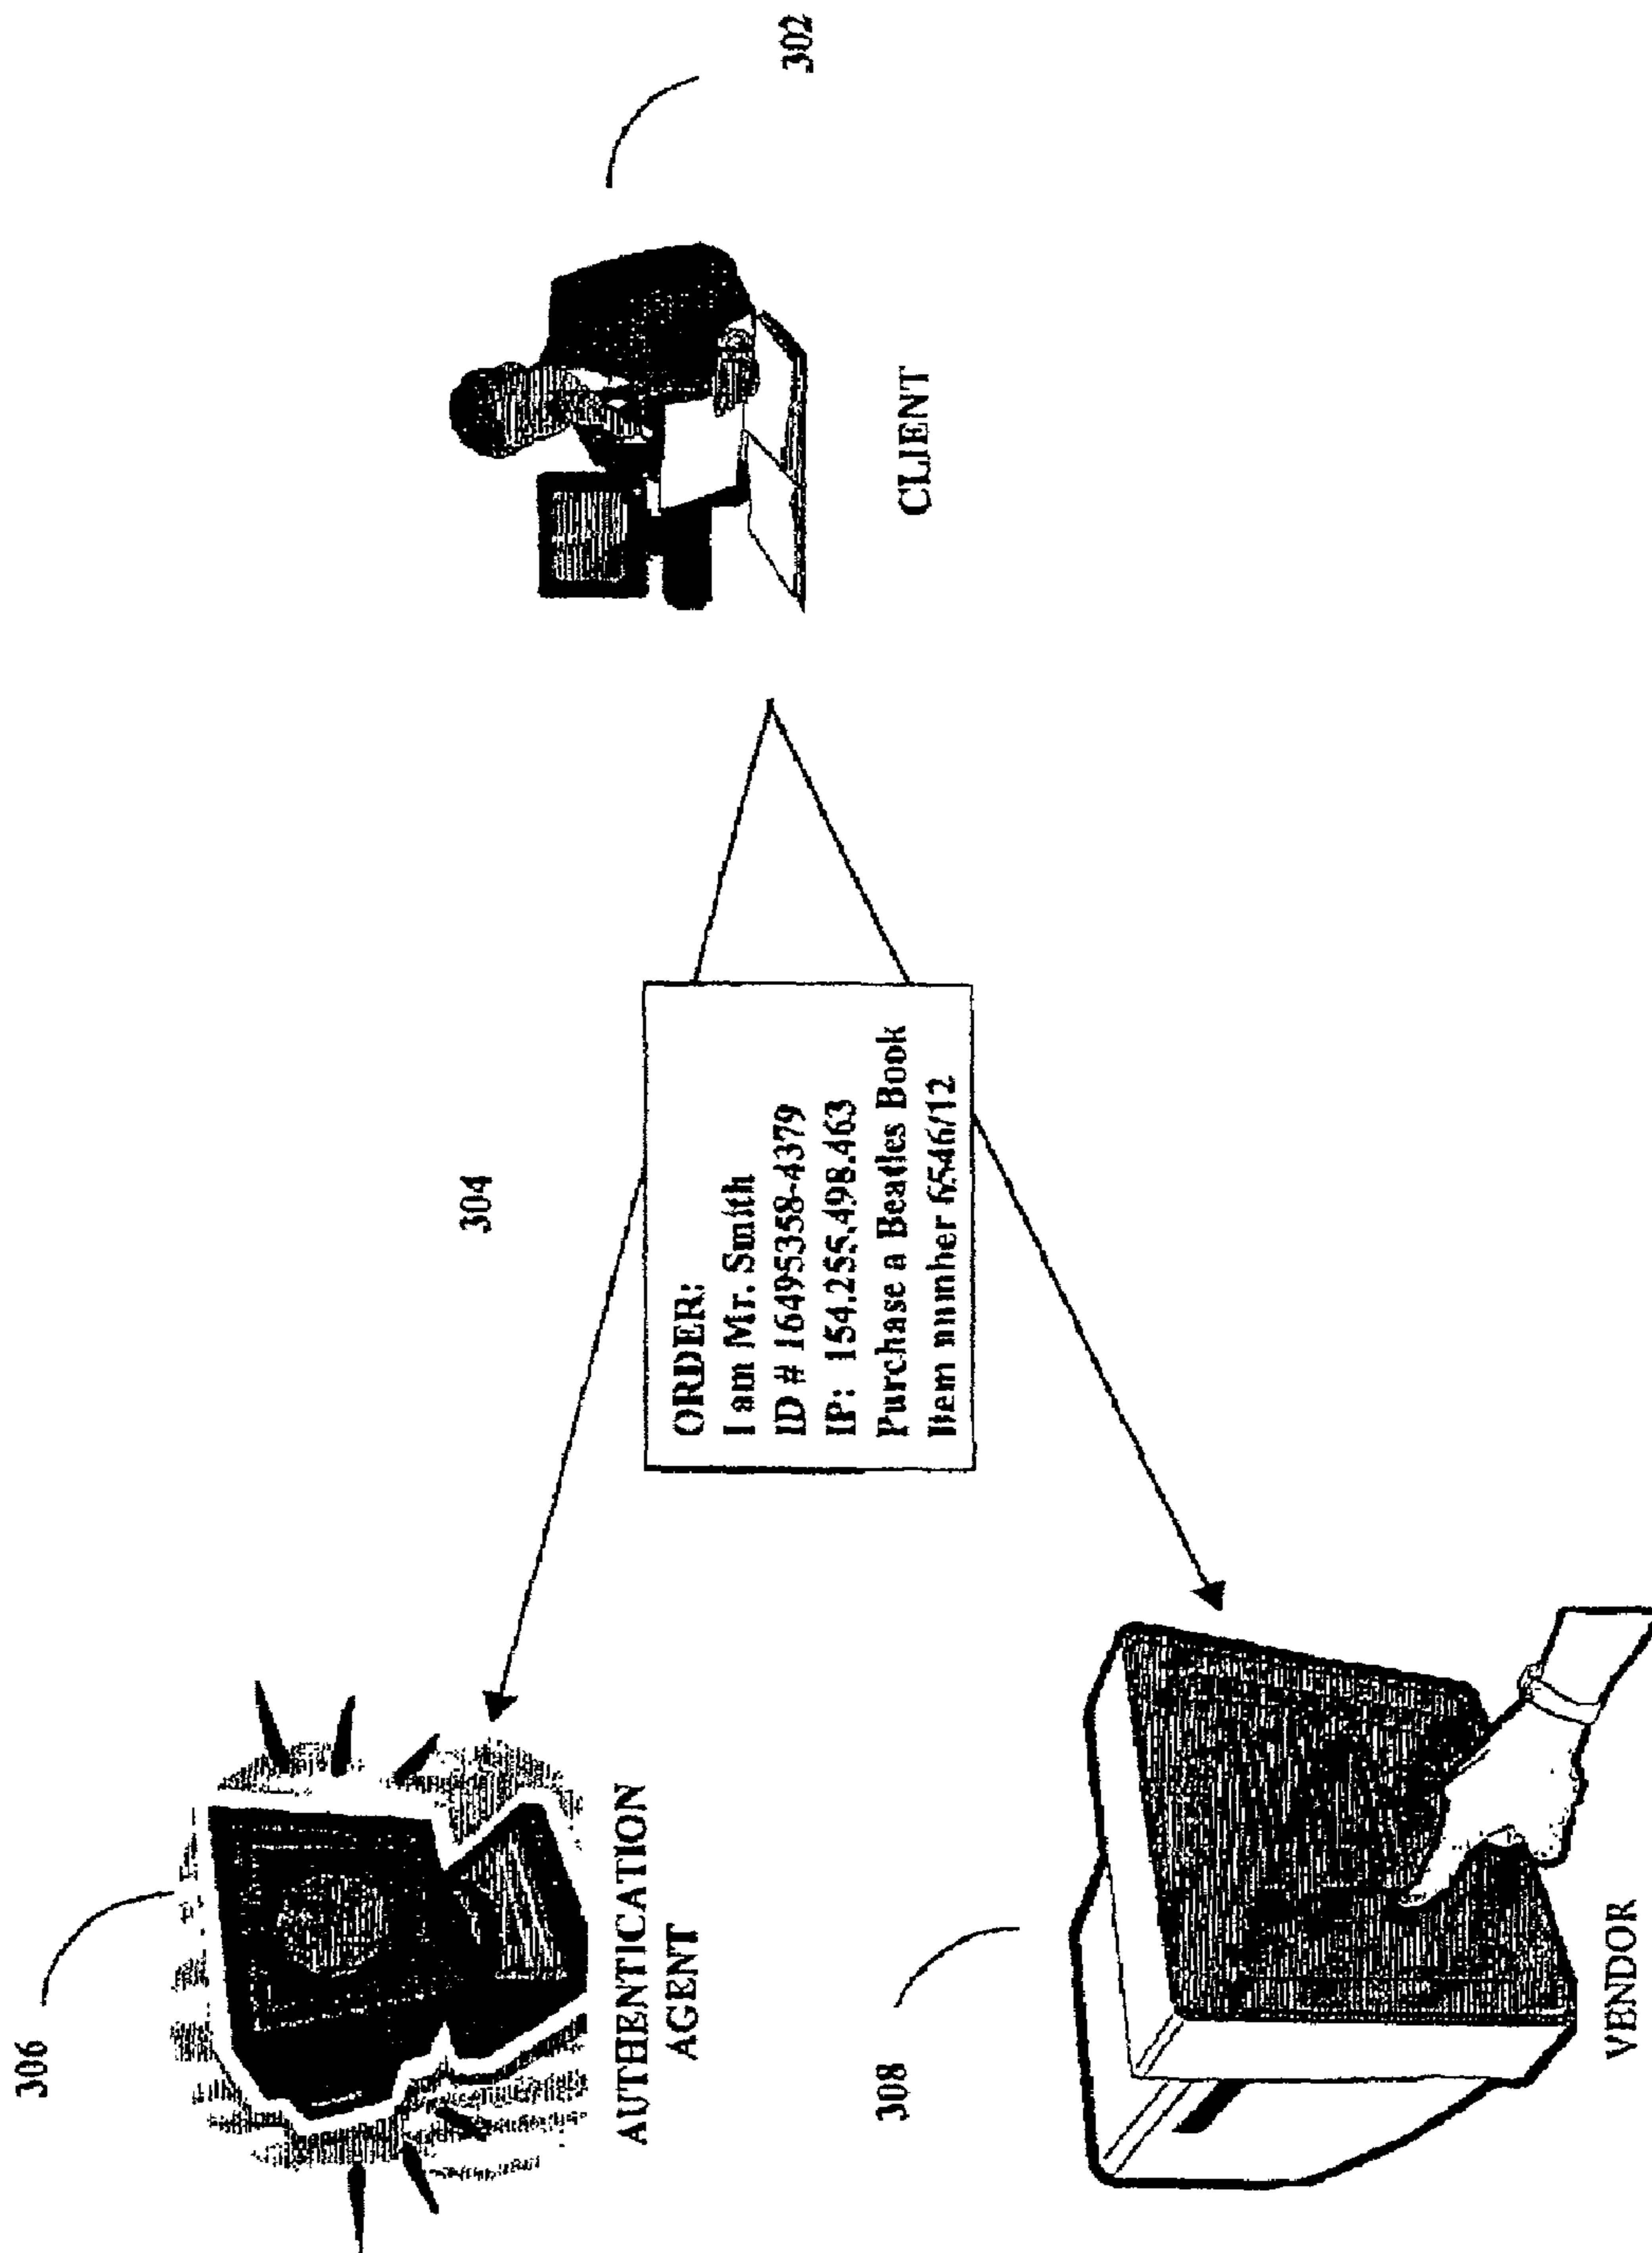 306
AUTHENTICATION
AGENT
304
ORDER:
I am Mr. Smith
ID # 16495358-4379
IP: 154.255.498.463
Purchase a Beatles Book
Item number 6546/12
302
CLIENT
308
VENDOR